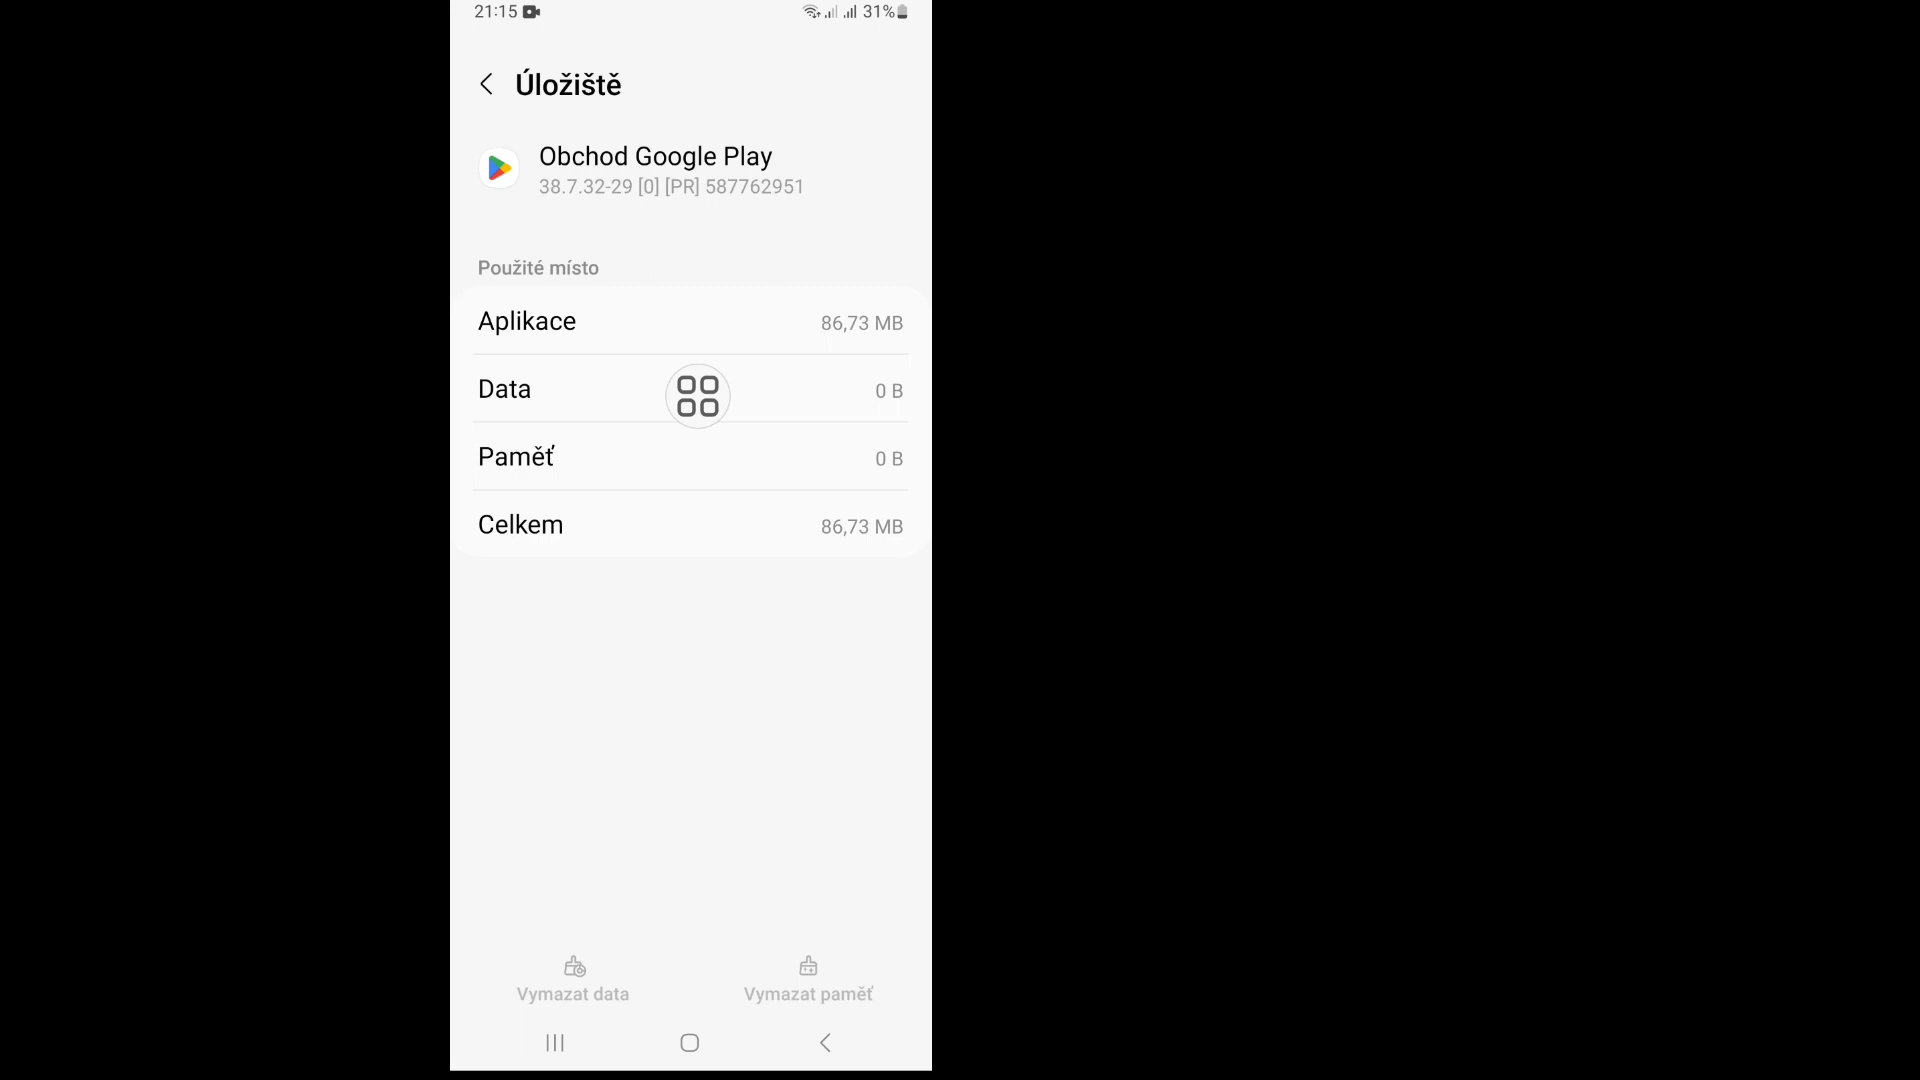 21:15
31%
Úložiště
Obchod Google Play
38.7.32-29 [0] [PR] 587762951
Použité místo
Aplikace 86,73 MB
Data 0 B
Paměť 0 B
Celkem 86,73 MB
Vymazat data Vymazat paměť